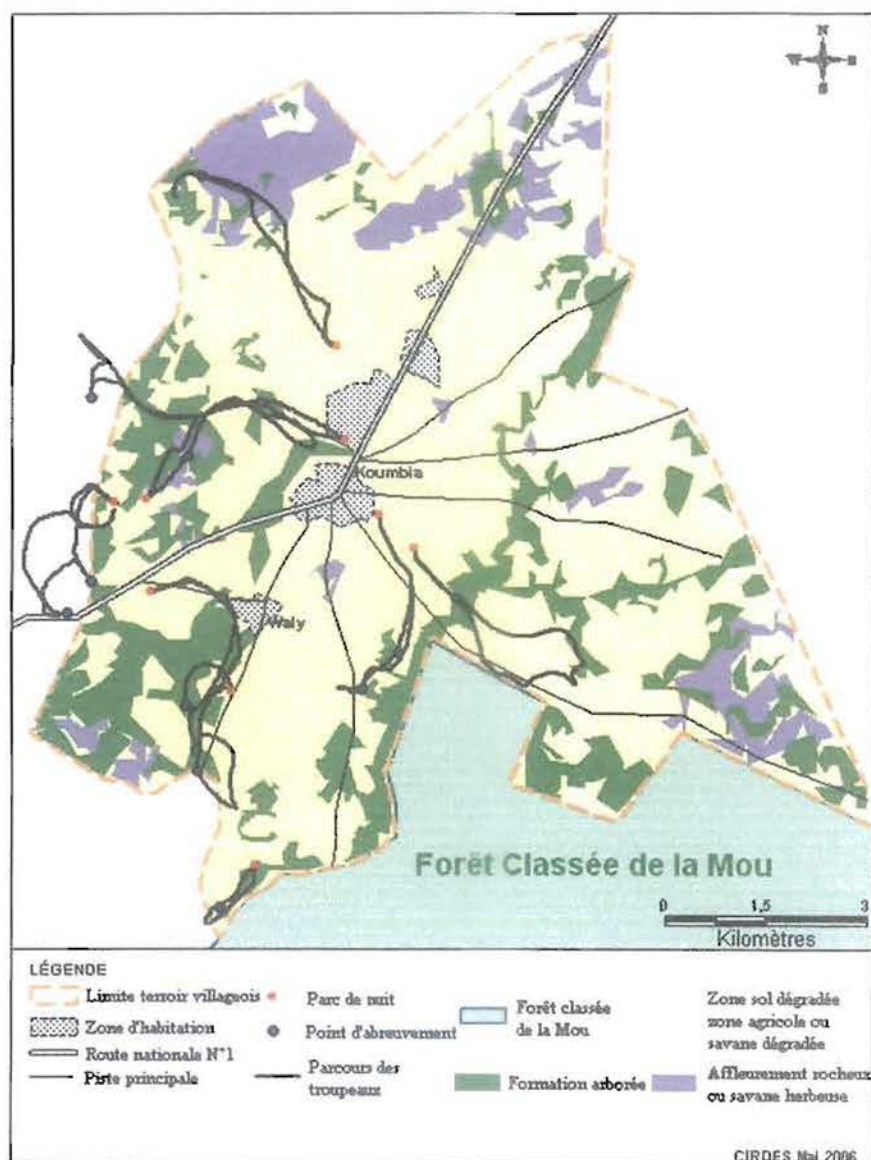 N
W E
S
Koumbia
Waly
Forêt Classée de la Mou
0 1,5 3
Kilomètres
LÉGENDE
Limite terroir villageois
Zone d'habitation
Route nationale N°1
Piste principale
Parc de nuit
Point d'abreuvement
Parcours des
troupeaux
Forêt classée
de la Mou
Formation arborée
Zone sol dégradée
zone agricole ou
savane dégradée
Affleurement rocheux
ou savane herbeuse
CIRDES Mai 2006